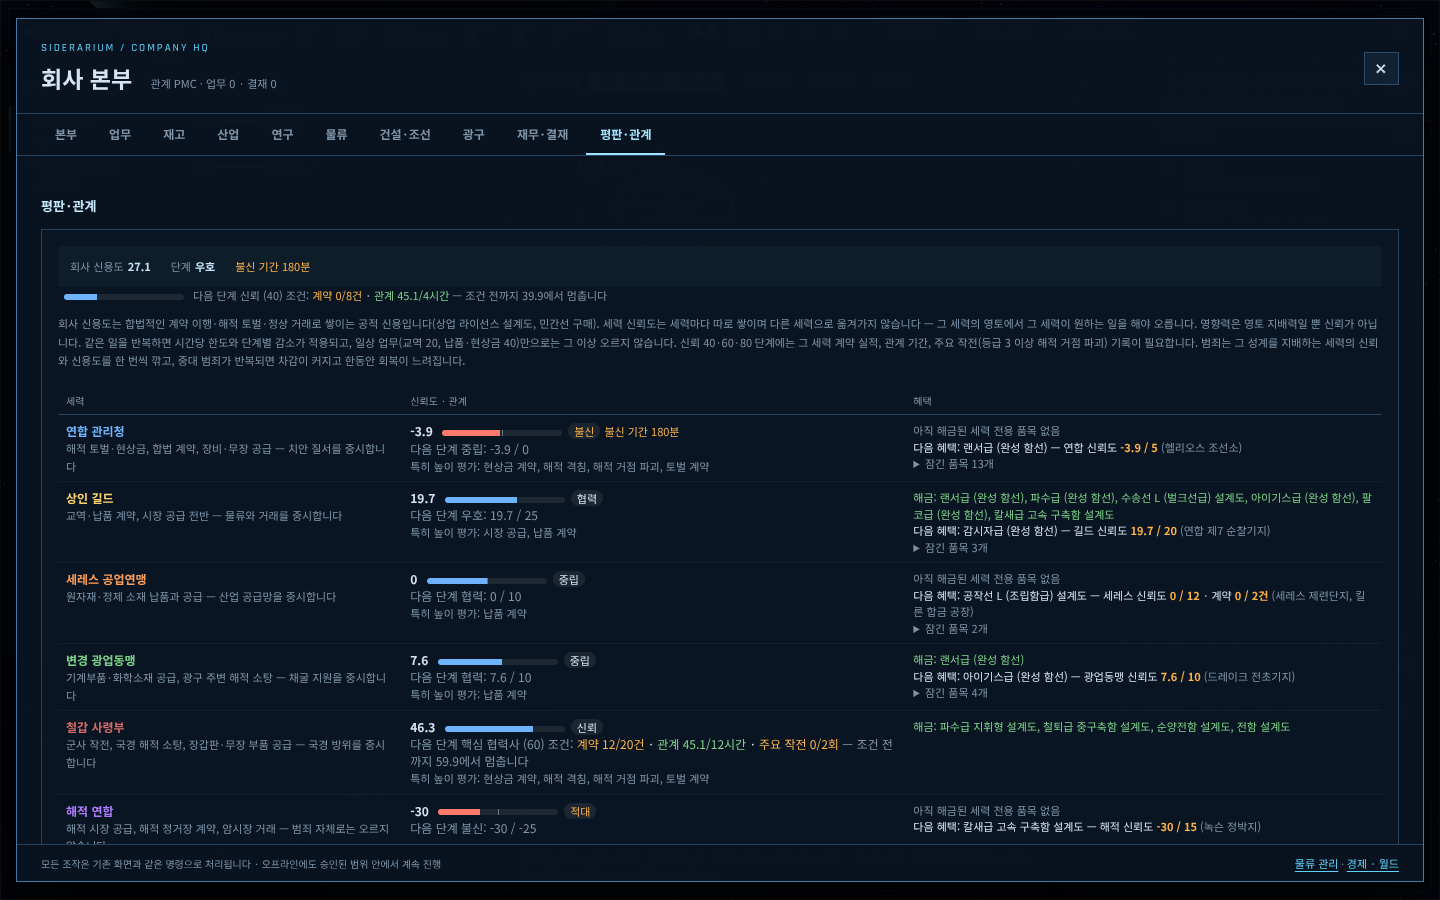 SIDERARIUM / COMPANY HQ
회사 본부 관계 PMC · 업무 0 · 결재 0
×
본부 업무 재고 산업 연구 물류 건설·조선 광구 재무·결재 평판·관계
평판·관계
회사 신용도 27.1 단계 우호 불신 기간 180분
다음 단계 신뢰 (40) 조건: 계약 0/8건 · 관계 45.1/4시간 — 조건 전까지 39.9에서 멈춥니다
회사 신용도는 합법적인 계약 이행·해적 토벌·정상 거래로 쌓이는 공적 신용입니다(상업 라이선스 설계도, 민간선 구매). 세력 신뢰도는 세력마다 따로 쌓이며 다른 세력으로 옮겨가지 않습니다 — 그 세력의 영토에서 그 세력이 원하는 일을 해야 오릅니다. 영향력은 영토 지배력일 뿐 신뢰가 아닙
니다. 같은 일을 반복하면 시간당 한도와 단계별 감소가 적용되고, 일상 업무(교역 20, 납품·현상금 40)만으로는 그 이상 오르지 않습니다. 신뢰 40·60·80 단계에는 그 세력 계약 실적, 관계 기간, 주요 작전(등급 3 이상 해적 거점 파괴) 기록이 필요합니다. 범죄는 그 성계를 지배하는 세력의 신뢰
와 신용도를 한 번씩 깎고, 중대 범죄가 반복되면 차감이 커지고 한동안 회복이 느려집니다.
세력 신뢰도 · 관계 혜택
연합 관리청
해적 토벌·현상금, 합법 계약, 장비·무장 공급 — 치안 질서를 중시합니
다
-3.9 불신 불신 기간 180분
다음 단계 중립: -3.9 / 0
특히 높이 평가: 현상금 계약, 해적 격침, 해적 거점 파괴, 토벌 계약
아직 해금된 세력 전용 품목 없음
다음 혜택: 랜서급 (완성 함선) — 연합 신뢰도 -3.9 / 5 (헬리오스 조선소)
▶ 잠긴 품목 13개
상인 길드
교역·납품 계약, 시장 공급 전반 — 물류와 거래를 중시합니다
19.7 협력
다음 단계 우호: 19.7 / 25
특히 높이 평가: 시장 공급, 납품 계약
해금: 랜서급 (완성 함선), 파수급 (완성 함선), 수송선 L (벌크선급) 설계도, 아이기스급 (완성 함선), 팔
코급 (완성 함선), 칼새급 고속 구축함 설계도
다음 혜택: 감시자급 (완성 함선) — 길드 신뢰도 19.7 / 20 (연합 제7 순찰기지)
▶ 잠긴 품목 3개
세레스 공업연맹
원자재·정제 소재 납품과 공급 — 산업 공급망을 중시합니다
0 중립
다음 단계 협력: 0 / 10
특히 높이 평가: 납품 계약
아직 해금된 세력 전용 품목 없음
다음 혜택: 공작선 L (조립함급) 설계도 — 세레스 신뢰도 0 / 12 · 계약 0 / 2건 (세레스 제련단지, 킬
른 합금 공장)
▶ 잠긴 품목 2개
변경 광업동맹
기계부품·화학소재 공급, 광구 주변 해적 소탕 — 채굴 지원을 중시합니
다
7.6 중립
다음 단계 협력: 7.6 / 10
특히 높이 평가: 납품 계약
해금: 랜서급 (완성 함선)
다음 혜택: 아이기스급 (완성 함선) — 광업동맹 신뢰도 7.6 / 10 (드레이크 전초기지)
▶ 잠긴 품목 4개
철갑 사령부
군사 작전, 국경 해적 소탕, 장갑판·무장 부품 공급 — 국경 방위를 중시
합니다
46.3 신뢰
다음 단계 핵심 협력사 (60) 조건: 계약 12/20건 · 관계 45.1/12시간 · 주요 작전 0/2회 — 조건 전
까지 59.9에서 멈춥니다
특히 높이 평가: 현상금 계약, 해적 격침, 해적 거점 파괴, 토벌 계약
해금: 파수급 지휘형 설계도, 철퇴급 중구축함 설계도, 순양전함 설계도, 전함 설계도
해적 연합
해적 시장 공급, 해적 정거장 계약, 암시장 거래 — 범죄 자체로는 오르지
-30 적대
다음 단계 불신: -30 / -25
아직 해금된 세력 전용 품목 없음
다음 혜택: 칼새급 고속 구축함 설계도 — 해적 신뢰도 -30 / 15 (녹슨 정박지)
모든 조작은 기존 화면과 같은 명령으로 처리됩니다 · 오프라인에도 승인된 범위 안에서 계속 진행
물류 관리 · 경제 · 월드